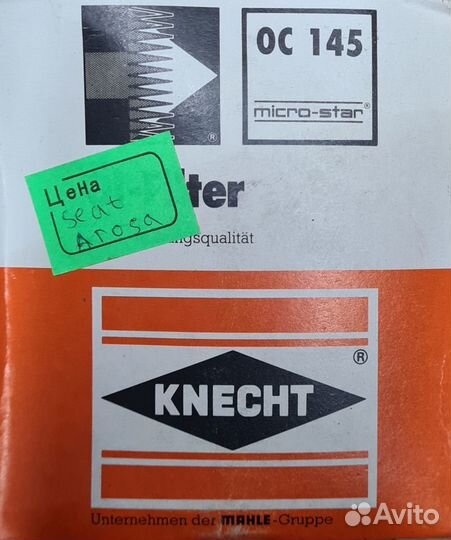 OC 145
micro-star®
®
Цена
Seat
Arosa
lter
ngsqualität
®
KNECHT
Unternehmen der MAHLE-Gruppe
Avito